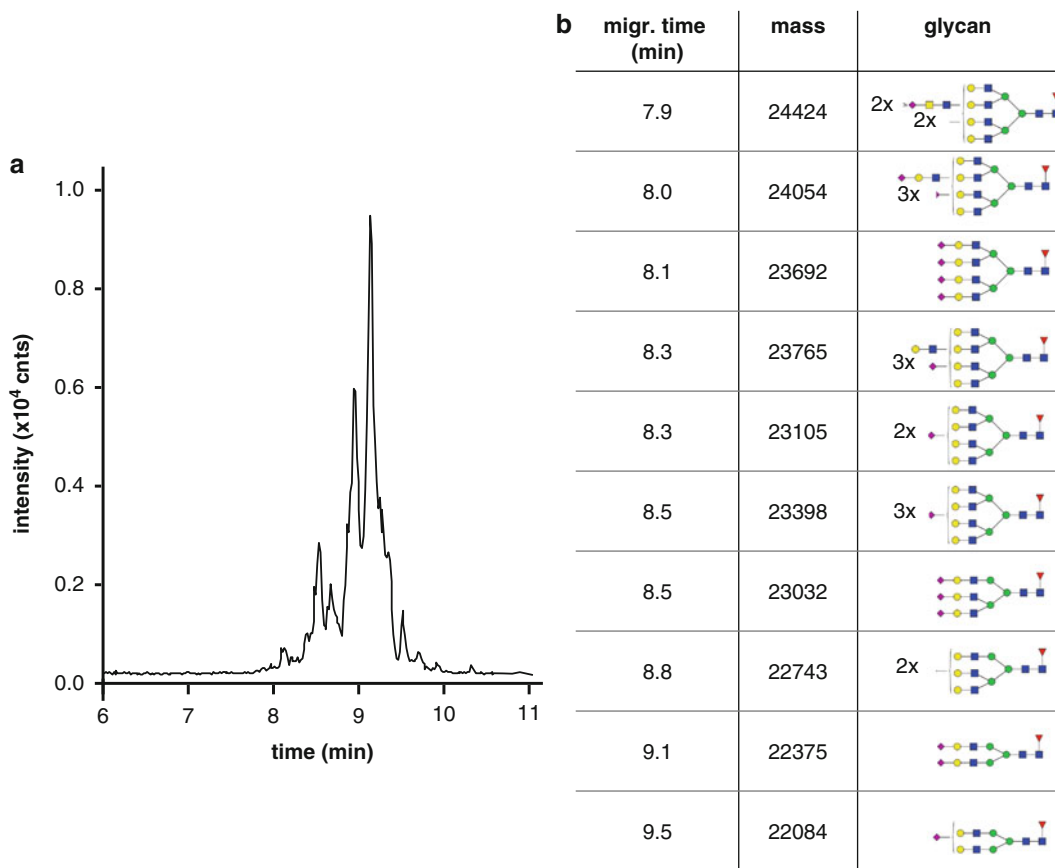 a
1.0
0.8
0.6
0.4
0.2
0.0
intensity (x10⁴ cnts)
6 7 8 9 10 11
time (min)
b
migr. time (min) mass glycan
7.9 24424 2x 2x
8.0 24054 3x
8.1 23692
8.3 23765 3x
8.3 23105 2x
8.5 23398 3x
8.5 23032
8.8 22743 2x
9.1 22375
9.5 22084